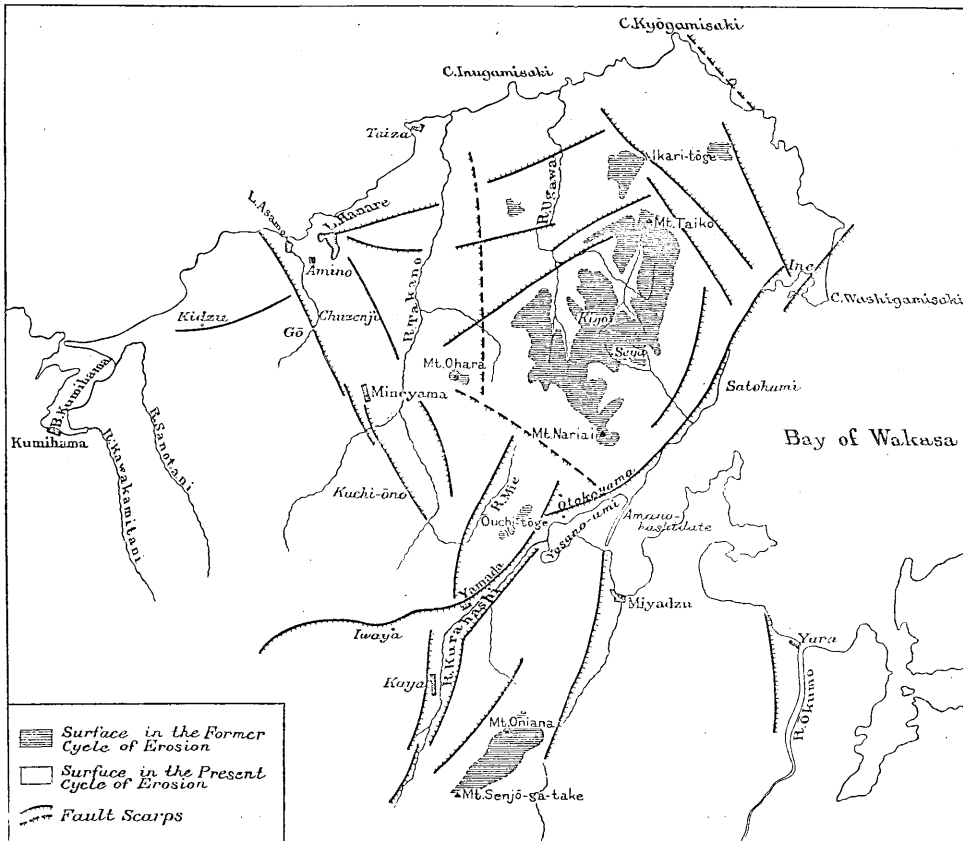 C.Kyōgamisaki
C.Inugamisaki
Taiza
Ikari-tōge
R.Ugawa
L.Asamo
L.Hanare
Mt.Taiko
Amino
R.Takano
Ine
C.Washigamisaki
Kidzu
Chuzenji
Gō
Kiyō
Seya
Mt.Ohara
Satohumi
Mineyama
B.Kumihama
Kumihama
R.Sanotani
R.Kawakamitani
Mt.Nariai
Bay of Wakasa
Kuchi-ōno
R.Mie
Otokoyama
Ouchi-tōge
Yosano-umi
Amano-
hashidate
Yamada
Miyadzu
Iwaya
R.Kuranashi
Yura
Kaya
R.Okumo
Mt.Oniana
Mt.Senjō-ga-take
Surface in the Former
Cycle of Erosion
Surface in the Present
Cycle of Erosion
Fault Scarps